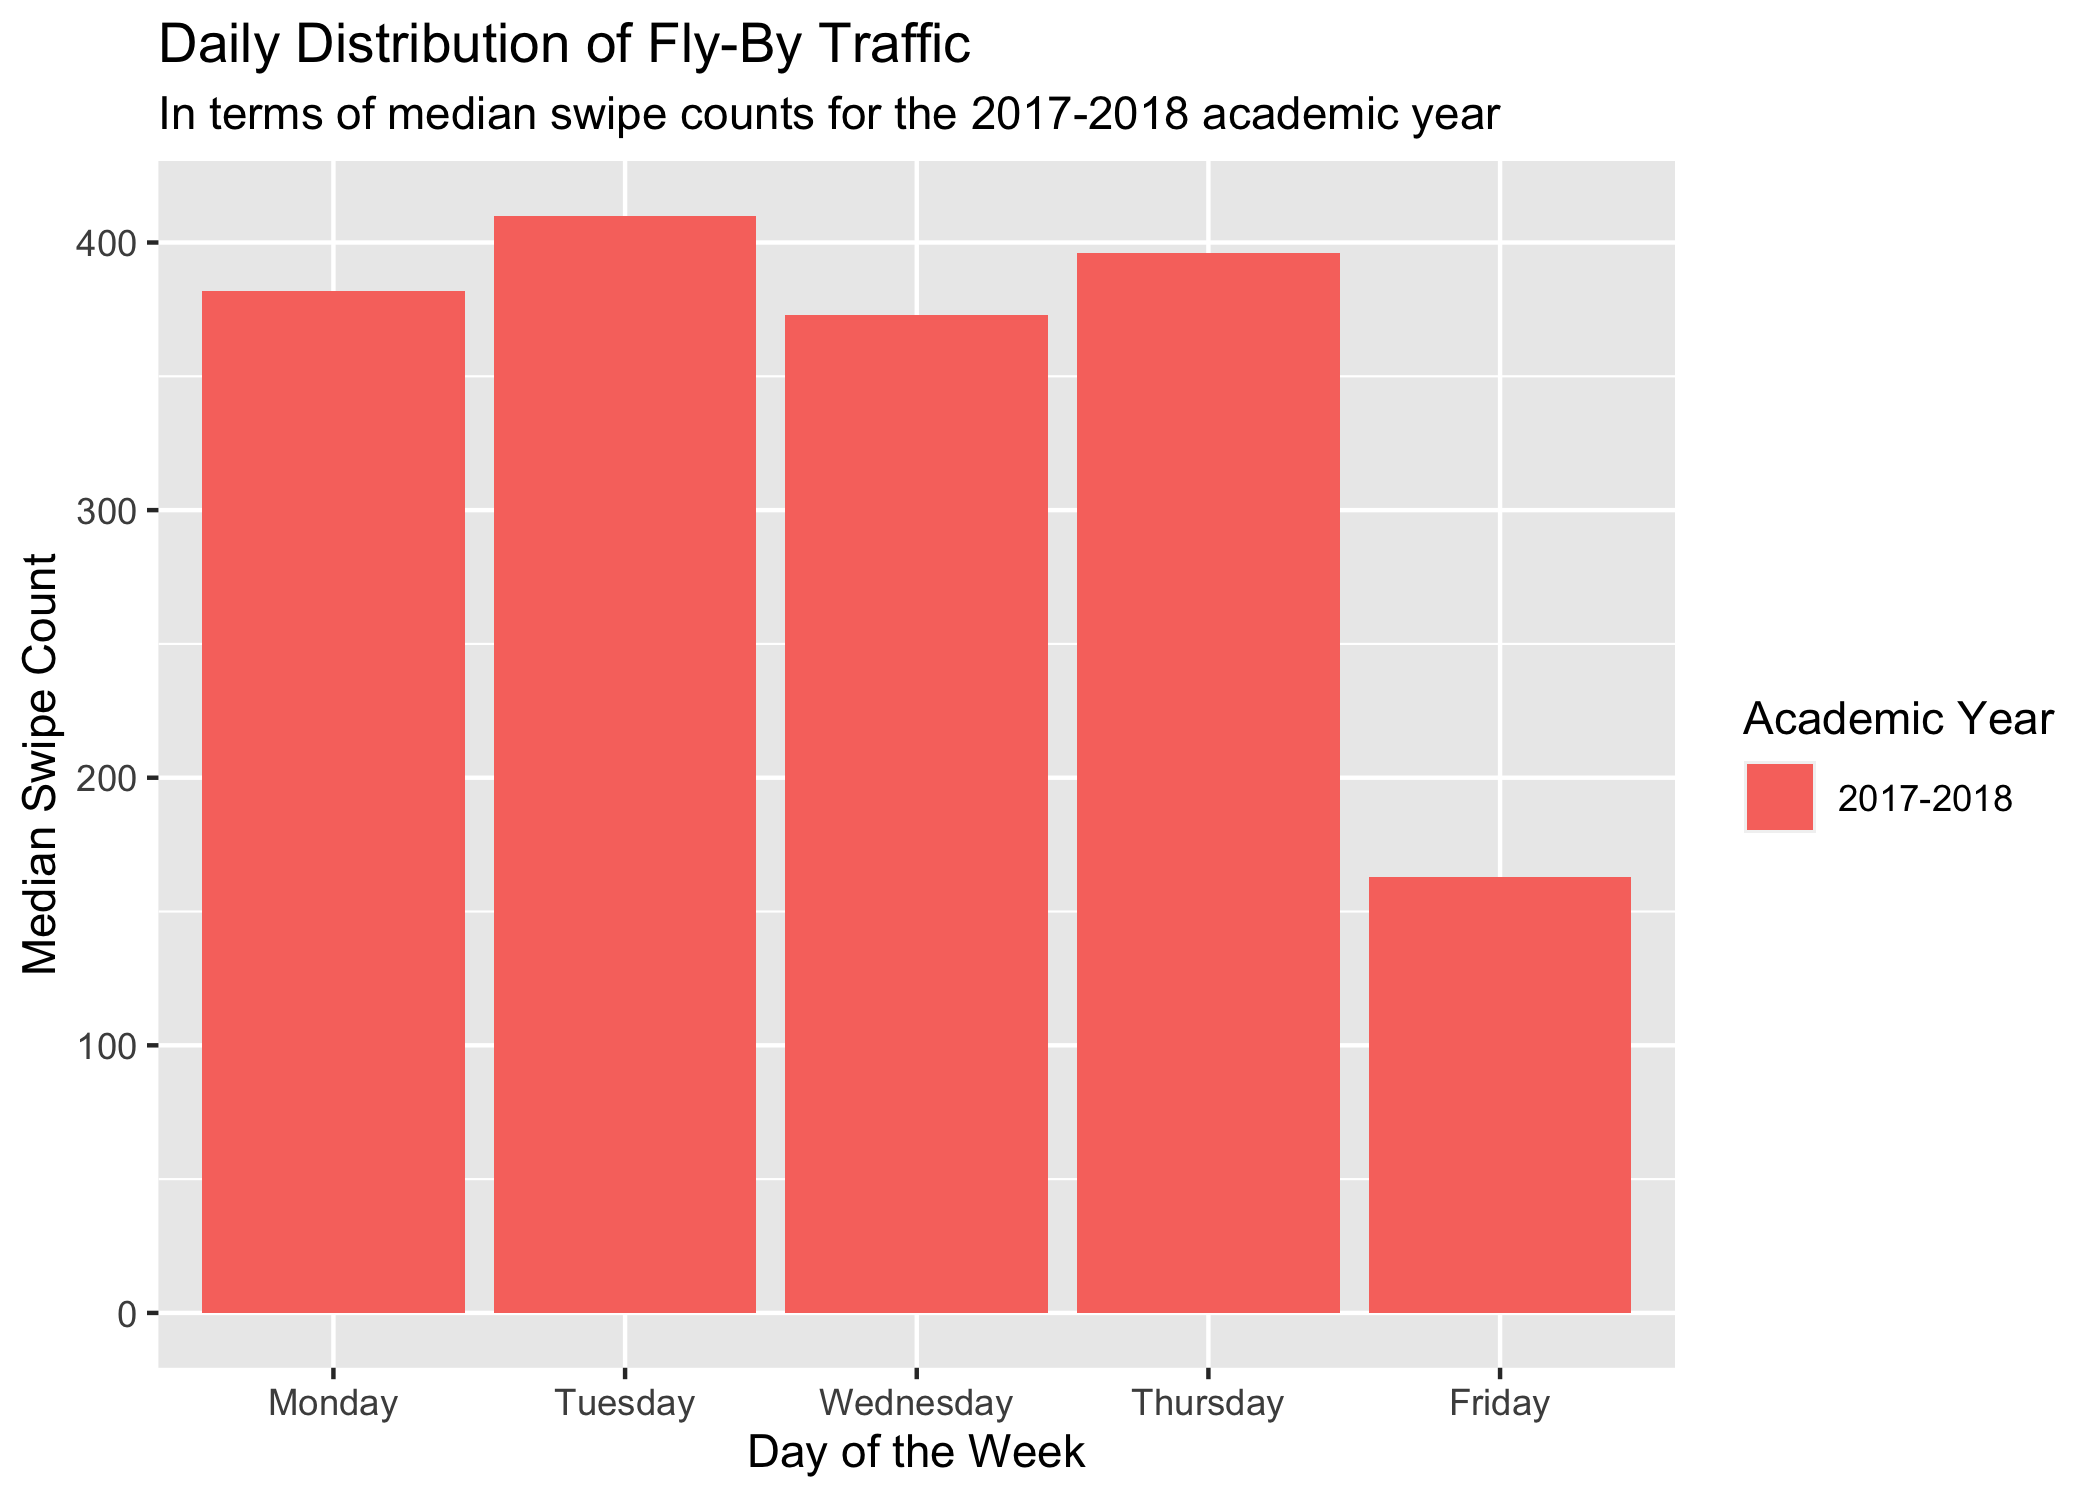 Daily Distribution of Fly-By Traffic
In terms of median swipe counts for the 2017-2018 academic year
Median Swipe Count
400
300
200
100
0
Monday Tuesday Wednesday Thursday Friday
Day of the Week
Academic Year
2017-2018